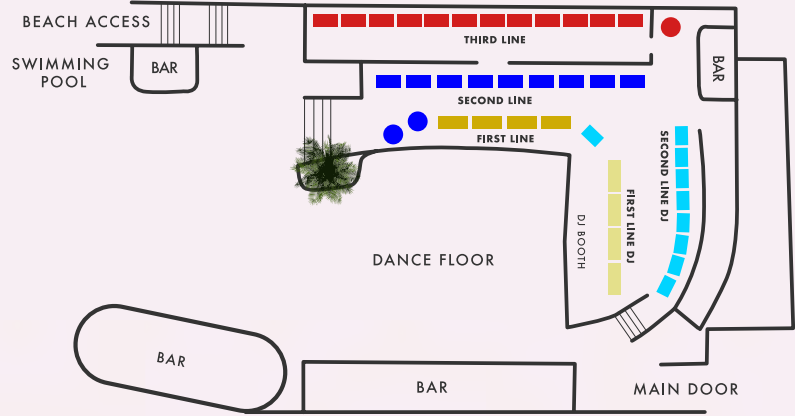 BEACH ACCESS
SWIMMING
POOL
BAR
THIRD LINE
BAR
SECOND LINE
FIRST LINE
SECOND LINE DJ
FIRST LINE DJ
DJ BOOTH
DANCE FLOOR
BAR
BAR
MAIN DOOR